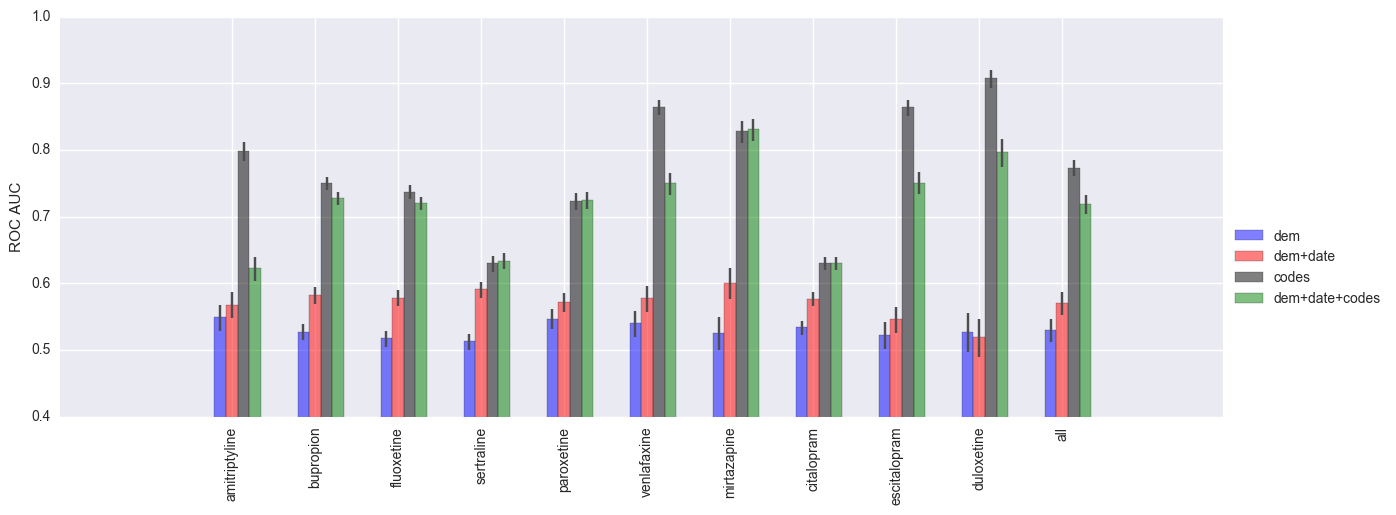 1.0
0.9
0.8
0.7
0.6
0.5
0.4
ROC AUC
amitriptyline
bupropion
fluoxetine
sertraline
paroxetine
venlafaxine
mirtazapine
citalopram
escitalopram
duloxetine
all
dem
dem+date
codes
dem+date+codes